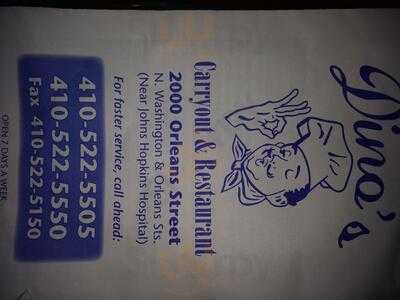 Dino's
Carryout & Restaurant
2000 Orleans Street
N. Washington & Orleans Sts.
(Near Johns Hopkins Hospital)
For faster service, call ahead:
410-522-5505
410-522-5550
Fax 410-522-5150
OPEN 7 DAYS A WEEK